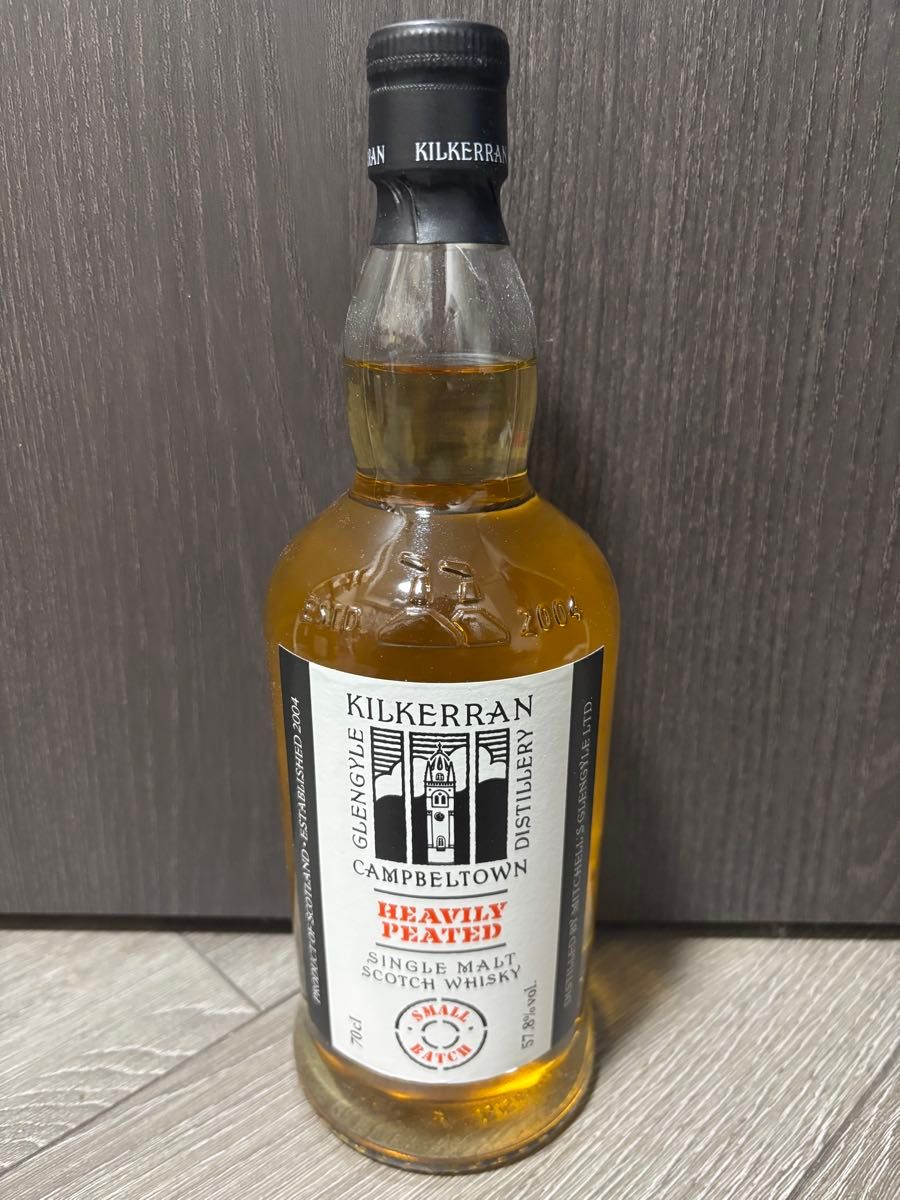 RAN KILKERRAN
ESTD 2004
KILKERRAN
GLENGYLE
DISTILLERY
CAMPBELTOWN
HEAVILY
PEATED
SINGLE MALT
SCOTCH WHISKY
SMALL
BATCH
70cl
57.8% vol.
PRODUCT OF SCOTLAND • ESTABLISHED 2004
DISTILLED BY MITCHELL'S GLENGYLE LTD.